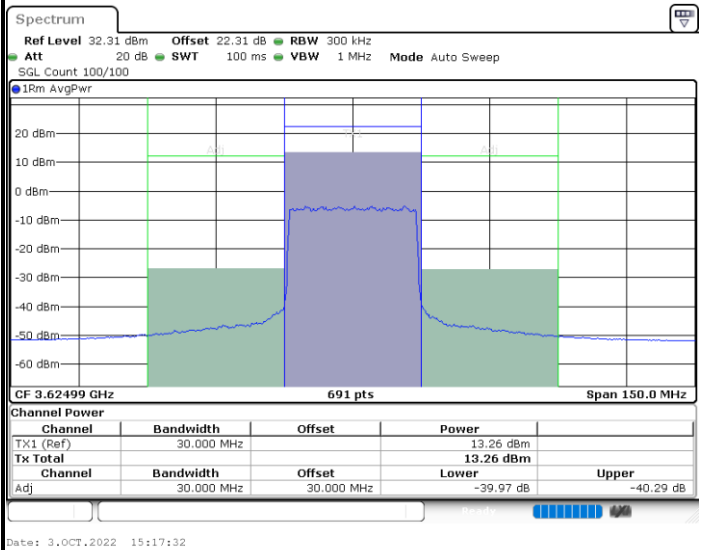 Spectrum
Ref Level 32.31 dBm Offset 22.31 dB RBW 300 kHz
Att 20 dB SWT 100 ms VBW 1 MHz Mode Auto Sweep
SGL Count 100/100
1Rm AvgPwr
TX1
Adj Adj
20 dBm
10 dBm
0 dBm
-10 dBm
-20 dBm
-30 dBm
-40 dBm
-50 dBm
-60 dBm
CF 3.62499 GHz 691 pts Span 150.0 MHz
Channel Power
Channel Bandwidth Offset Power
TX1 (Ref) 30.000 MHz 13.26 dBm
Tx Total 13.26 dBm
Channel Bandwidth Offset Lower Upper
Adj 30.000 MHz 30.000 MHz -39.97 dB -40.29 dB
Ready
Date: 3.OCT.2022 15:17:32